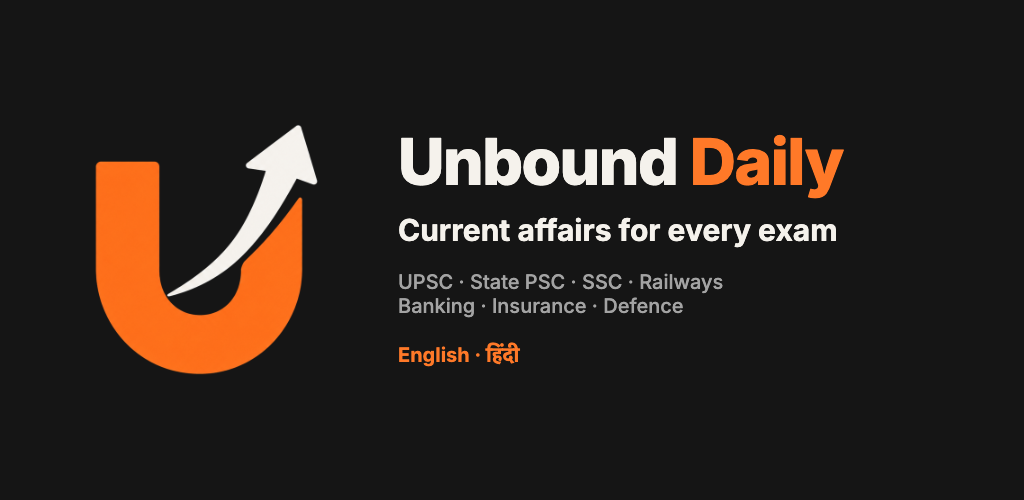 Unbound Daily
Current affairs for every exam
UPSC · State PSC · SSC · Railways
Banking · Insurance · Defence
English · हिंदी